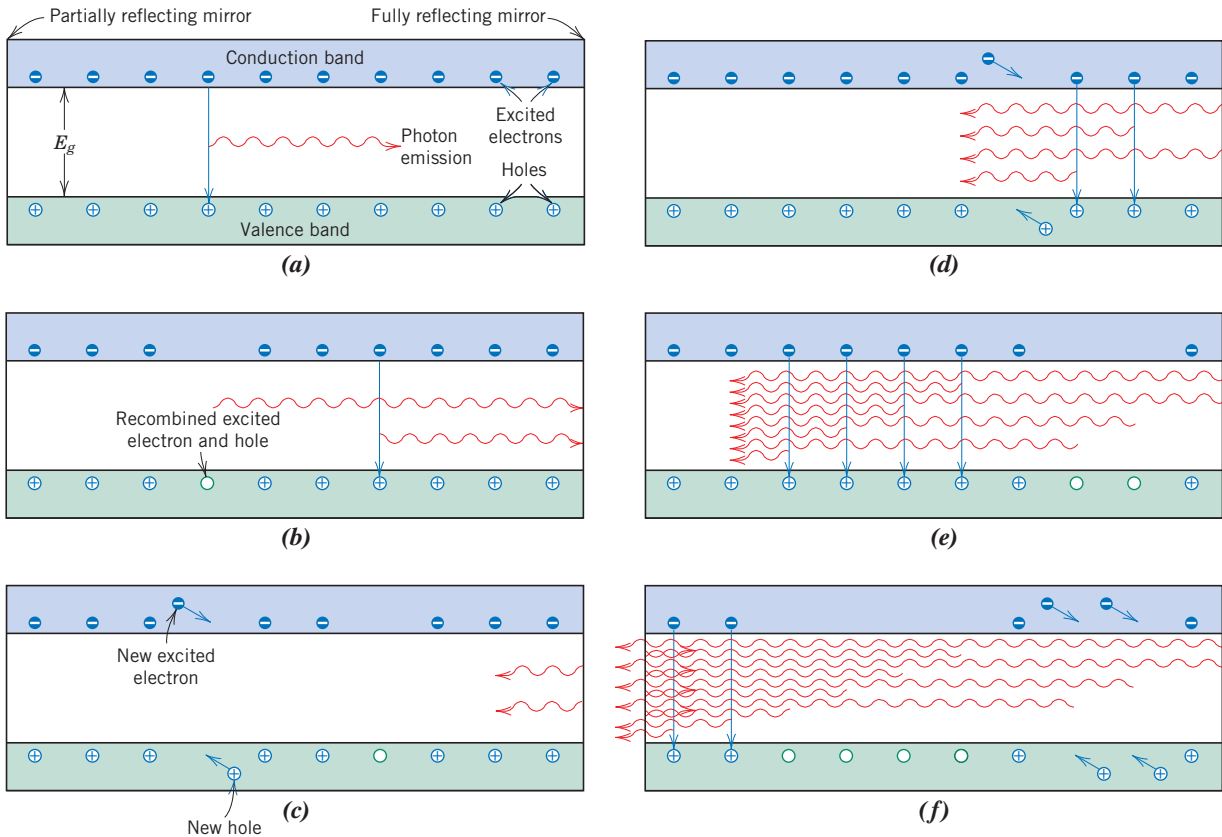 Partially reflecting mirror
Fully reflecting mirror
Conduction band
E_g
Photon
emission
Excited
electrons
Holes
Valence band
(a)
Recombined excited
electron and hole
(b)
New excited
electron
New hole
(c)
(d)
(e)
(f)